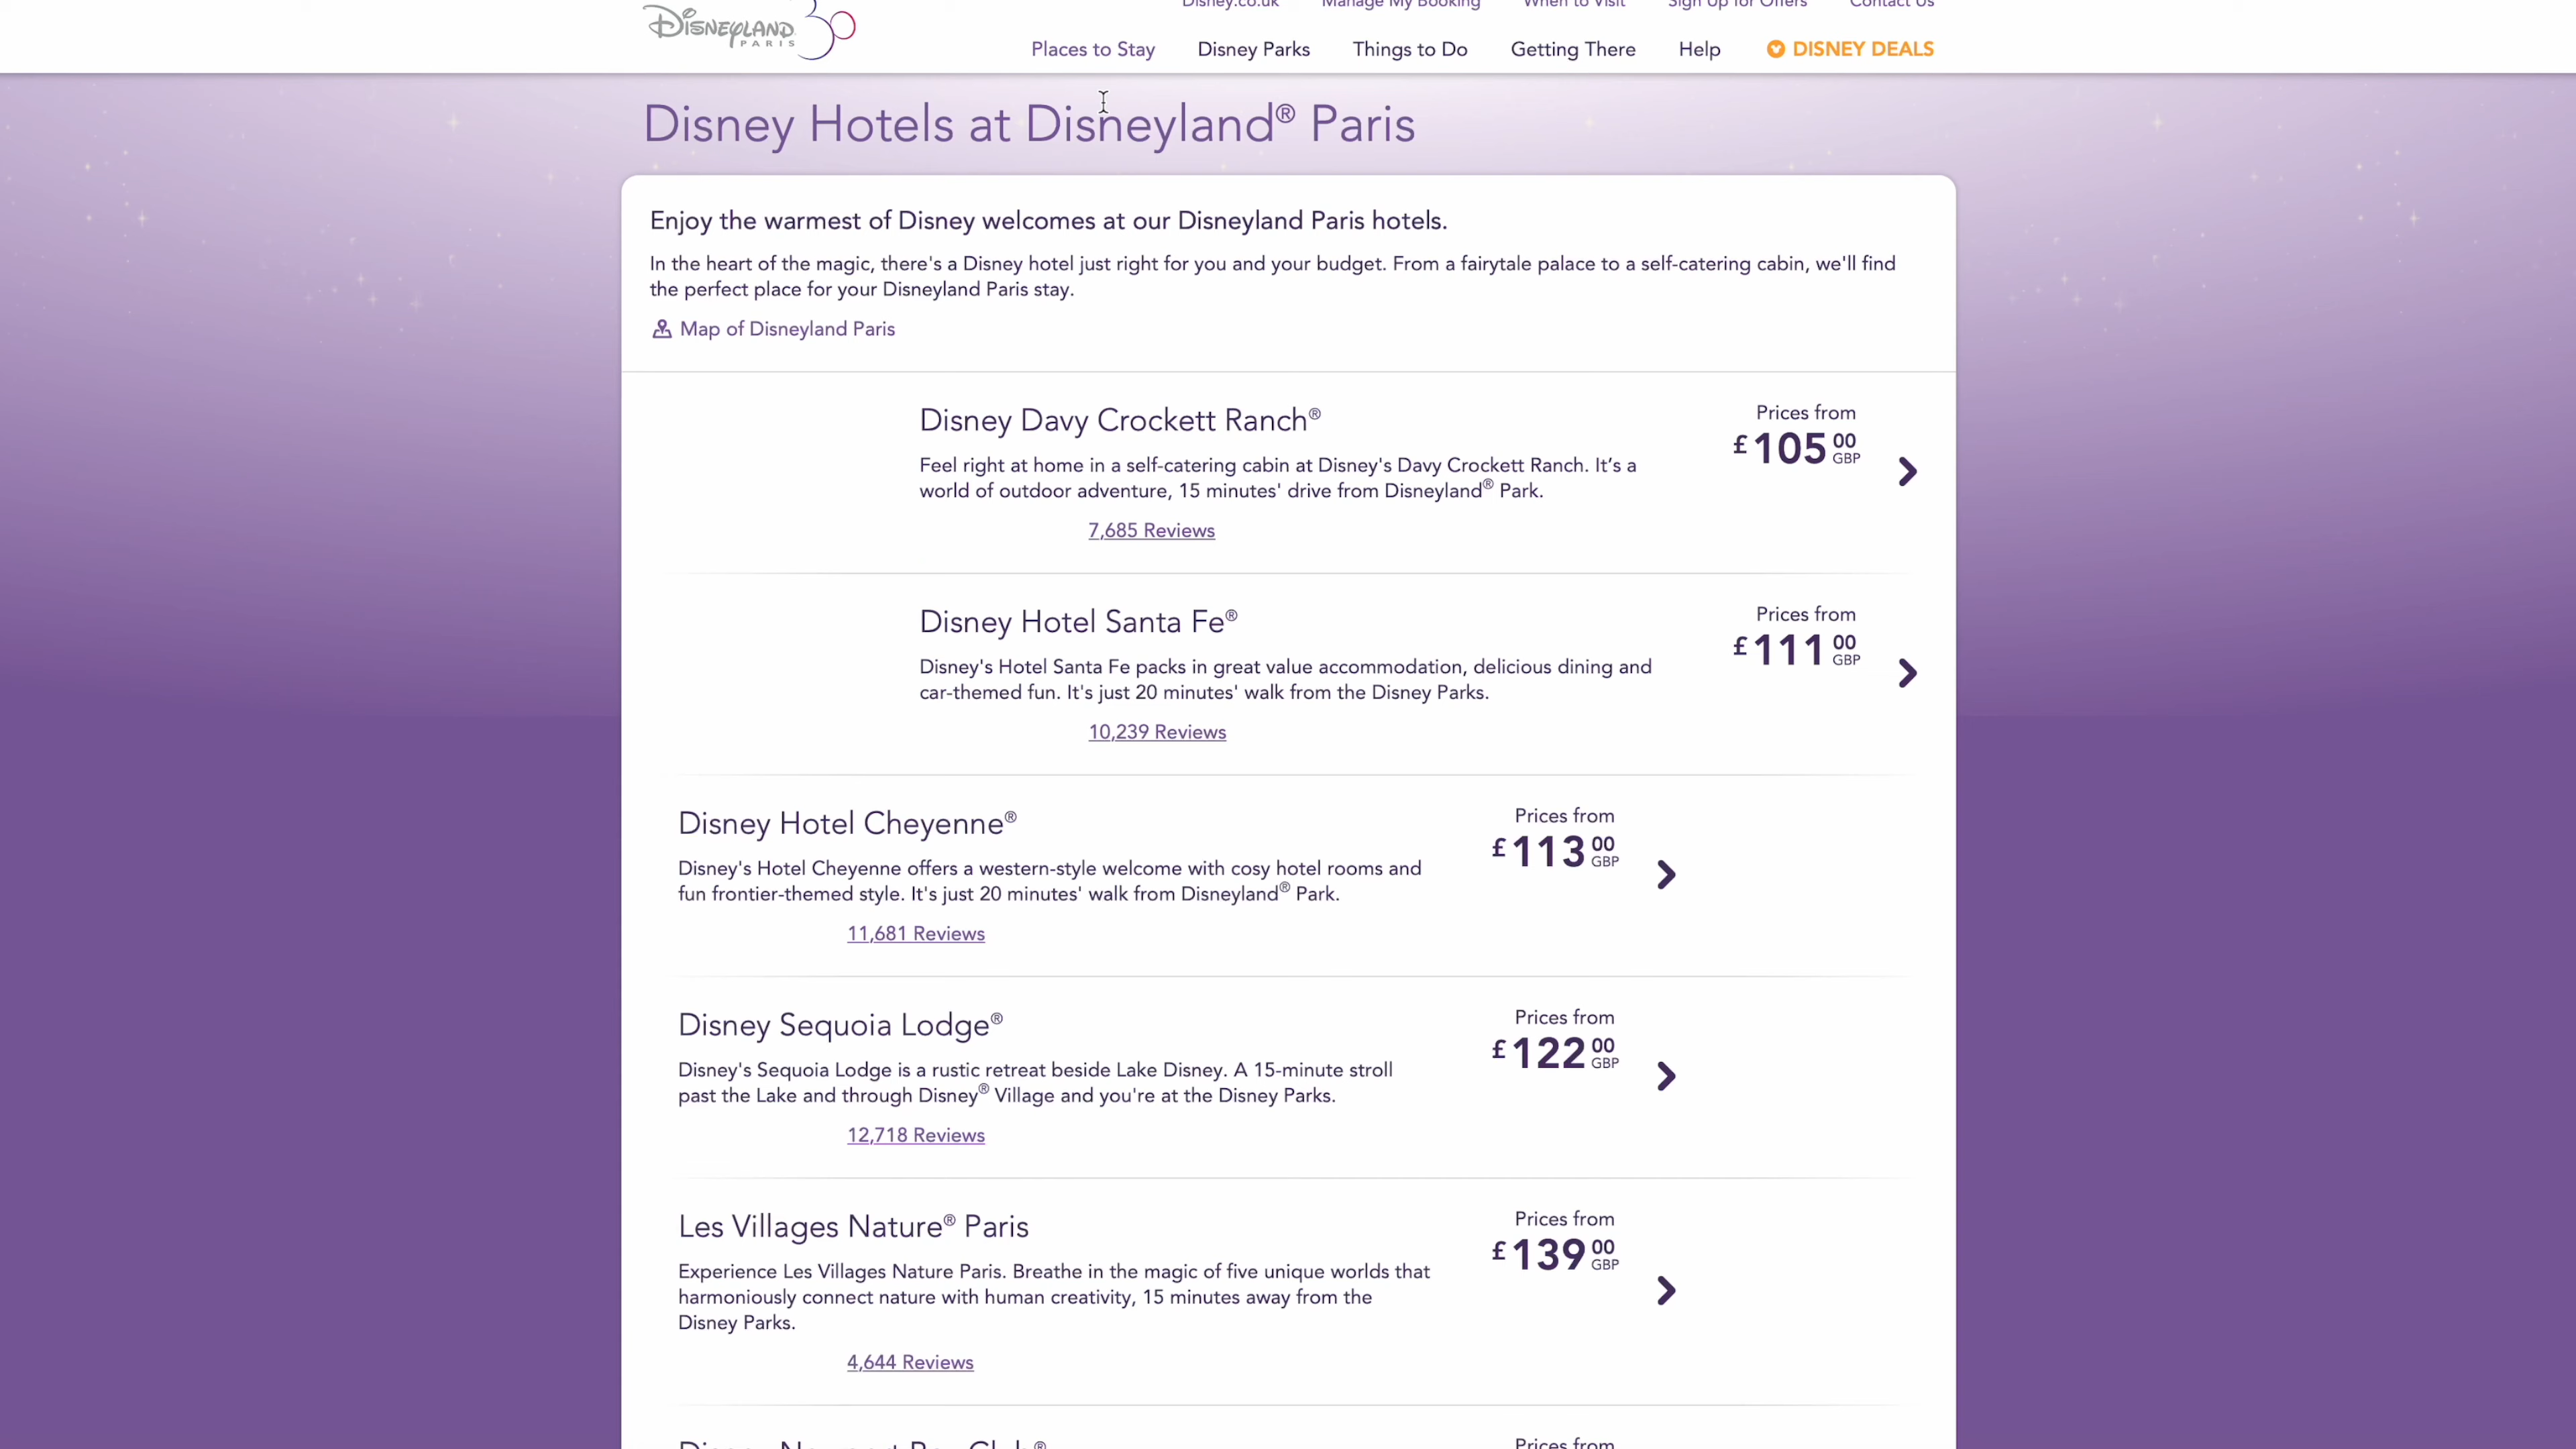 DISNEYLAND
PARIS
30
Disney.co.uk Manage My Booking When to Visit Sign Up for Offers Contact Us
Places to Stay Disney Parks Things to Do Getting There Help DISNEY DEALS
Disney Hotels at Disneyland® Paris
Enjoy the warmest of Disney welcomes at our Disneyland Paris hotels.
In the heart of the magic, there's a Disney hotel just right for you and your budget. From a fairytale palace to a self-catering cabin, we'll find
the perfect place for your Disneyland Paris stay.
Map of Disneyland Paris
Disney Davy Crockett Ranch®
Feel right at home in a self-catering cabin at Disney's Davy Crockett Ranch. It’s a
world of outdoor adventure, 15 minutes' drive from Disneyland® Park.
7,685 Reviews
Prices from
£ 105 00 GBP
Disney Hotel Santa Fe®
Disney's Hotel Santa Fe packs in great value accommodation, delicious dining and
car-themed fun. It's just 20 minutes' walk from the Disney Parks.
10,239 Reviews
Prices from
£ 111 00 GBP
Disney Hotel Cheyenne®
Disney's Hotel Cheyenne offers a western-style welcome with cosy hotel rooms and
fun frontier-themed style. It's just 20 minutes' walk from Disneyland® Park.
11,681 Reviews
Prices from
£ 113 00 GBP
Disney Sequoia Lodge®
Disney's Sequoia Lodge is a rustic retreat beside Lake Disney. A 15-minute stroll
past the Lake and through Disney® Village and you're at the Disney Parks.
12,718 Reviews
Prices from
£ 122 00 GBP
Les Villages Nature® Paris
Experience Les Villages Nature Paris. Breathe in the magic of five unique worlds that
harmoniously connect nature with human creativity, 15 minutes away from the
Disney Parks.
4,644 Reviews
Prices from
£ 139 00 GBP
Disney Newport Bay Club®
Prices from